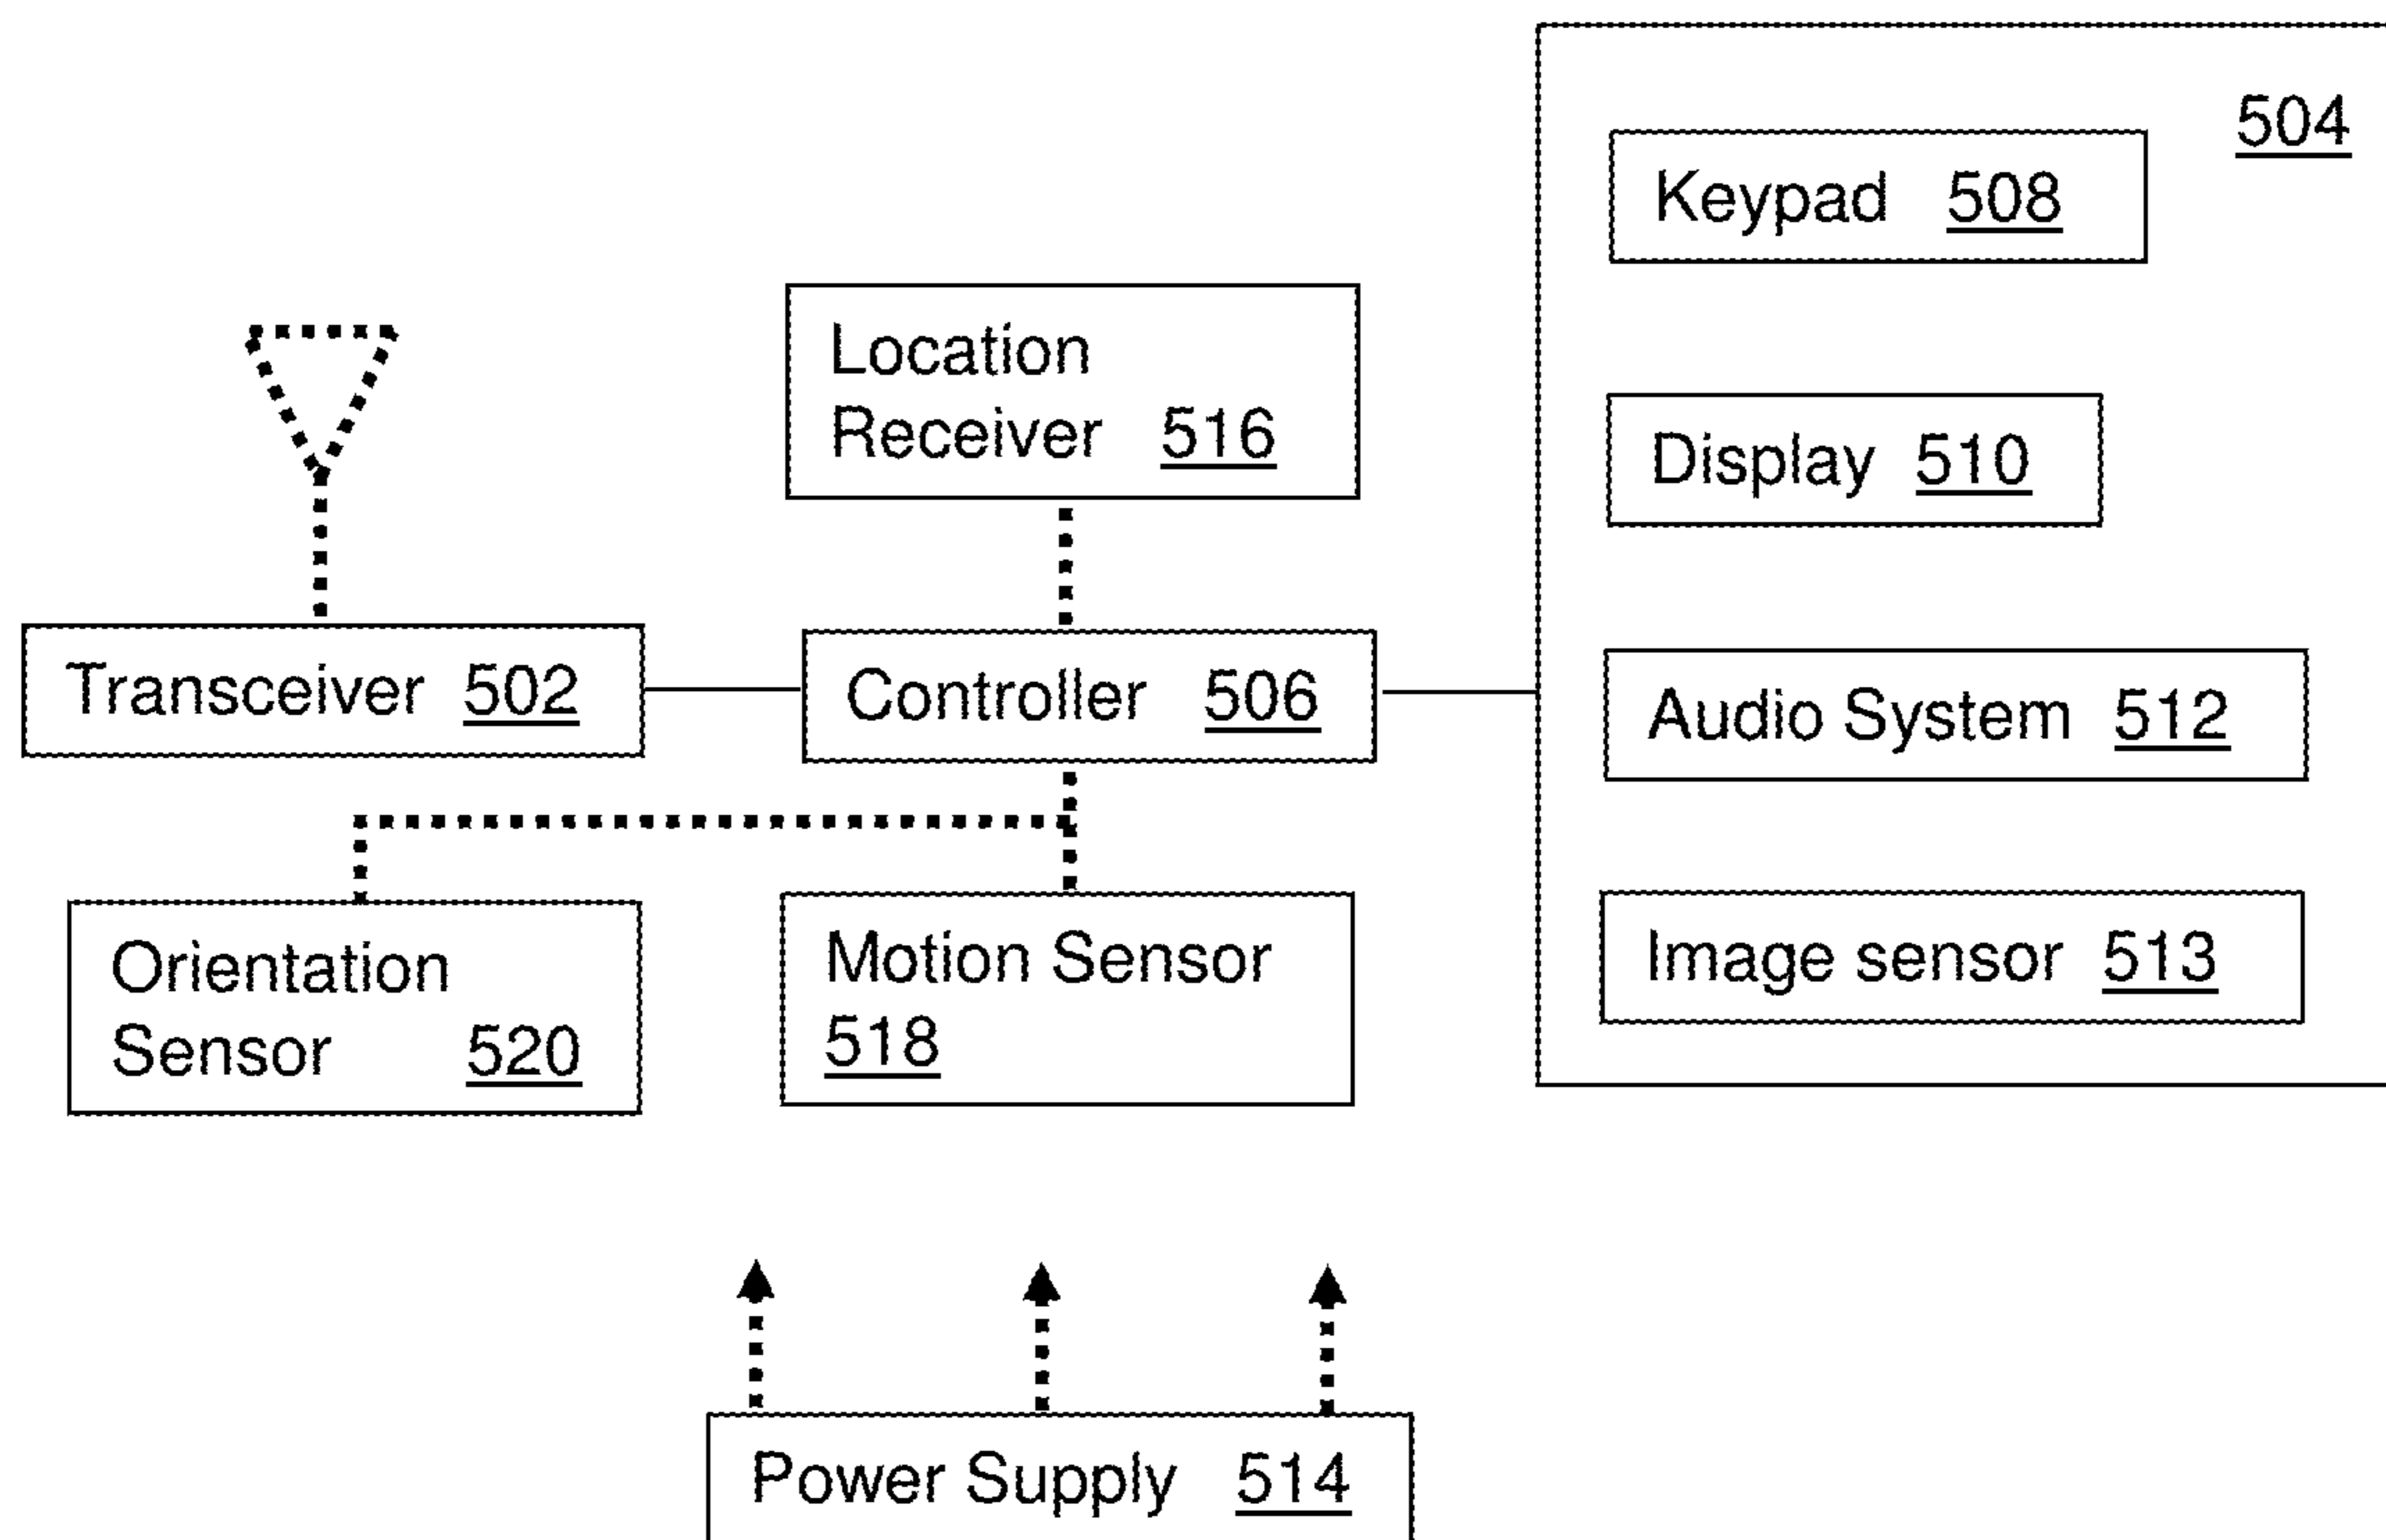 504
Keypad 508
Location
Receiver 516
Display 510
Transceiver 502
Controller 506
Audio System 512
Orientation
Sensor 520
Motion Sensor
518
Image sensor 513
Power Supply 514